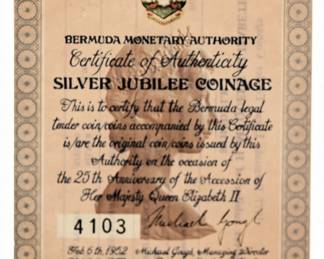 BERMUDA MONETARY AUTHORITY
Certificate of Authenticity
SILVER JUBILEE COINAGE
This is to certify that the Bermuda legal
tender coin/coins accompanied by this Certificate
is/are the original coin/coins issued by this
Authority on the occasion of
the 25th Anniversary of the Accession of
Her Majesty Queen Elizabeth II
4103
Feb 6th, 1952 Michael Gough, Managing Director